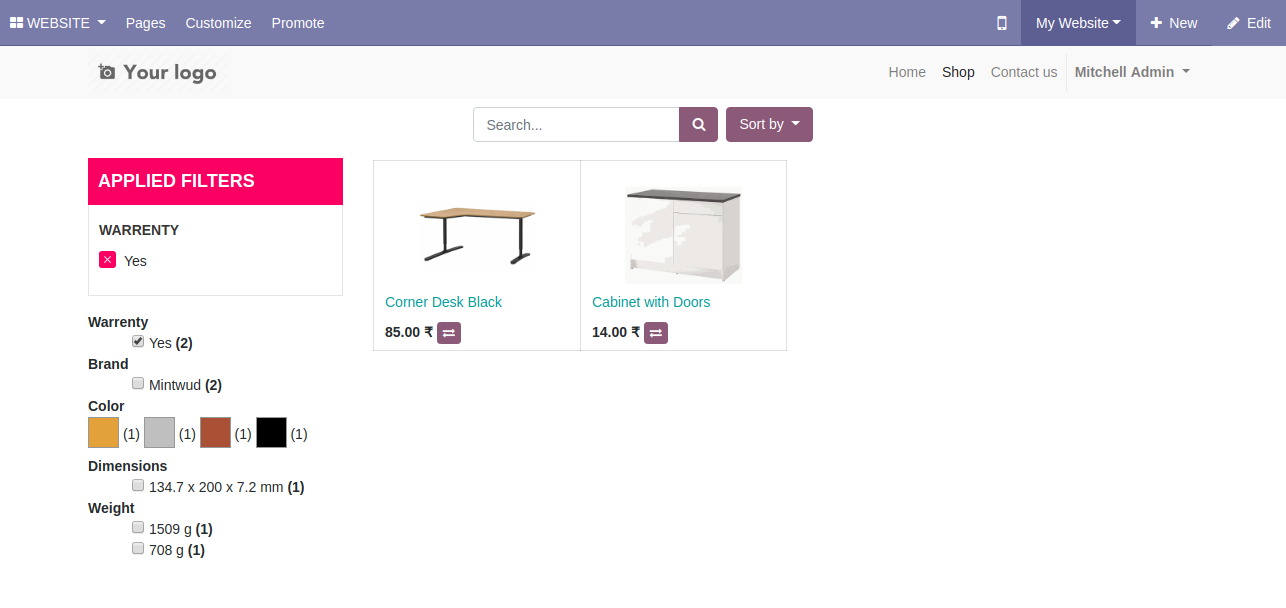 WEBSITE Pages Customize Promote My Website New Edit
Your logo Home Shop Contact us Mitchell Admin
Search... Sort by
APPLIED FILTERS
WARRENTY
Yes
Warrenty
Yes (2)
Brand
Mintwud (2)
Color
(1) (1) (1) (1)
Dimensions
134.7 x 200 x 7.2 mm (1)
Weight
1509 g (1)
708 g (1)
Corner Desk Black
85.00 ₹
Cabinet with Doors
14.00 ₹